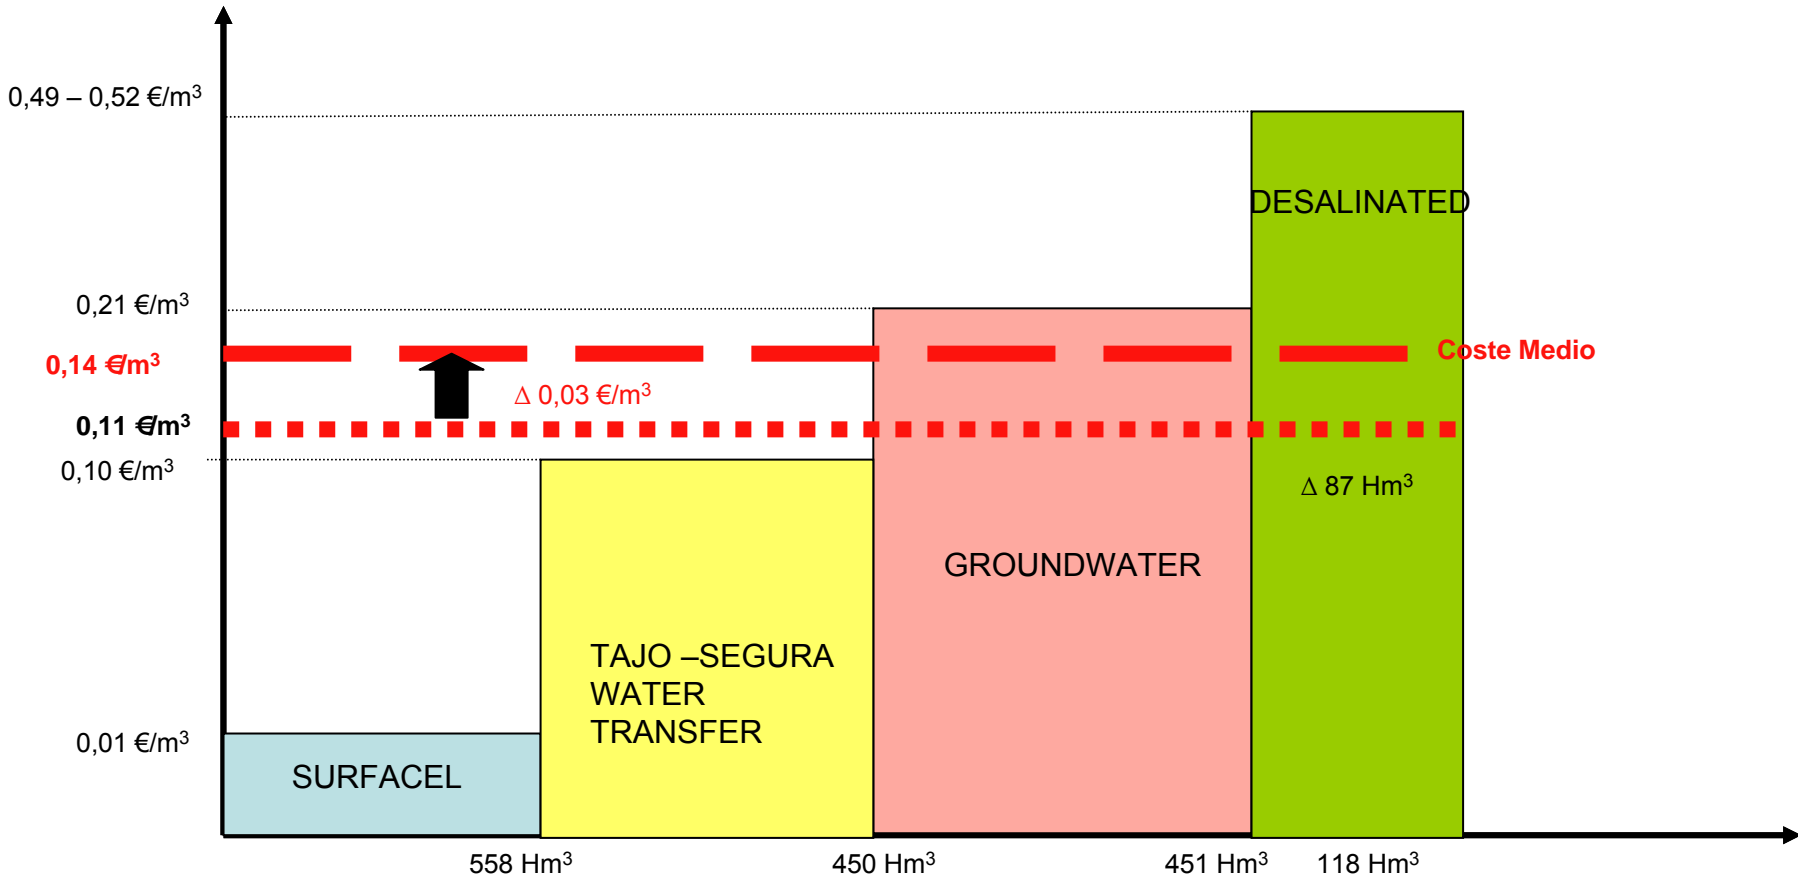 0,49 – 0,52 €/m³
DESALINATED
0,21 €/m³
Coste Medio
0,14 €/m³
Δ 0,03 €/m³
0,11 €/m³
0,10 €/m³
Δ 87 Hm³
GROUNDWATER
TAJO –SEGURA
WATER
TRANSFER
0,01 €/m³
SURFACEL
558 Hm³
450 Hm³
451 Hm³
118 Hm³